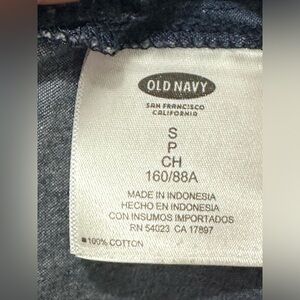 OLD NAVY
SAN FRANCISCO
CALIFORNIA
S
P
CH
160/88A
MADE IN INDONESIA
HECHO EN INDONESIA
CON INSUMOS IMPORTADOS
RN 54023 CA 17897
100% COTTON